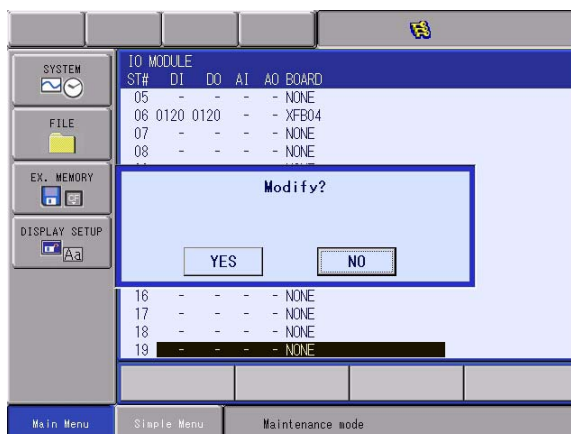 SYSTEM
FILE
EX. MEMORY
DISPLAY SETUP
Aa
IO MODULE
ST# DI DO AI AO BOARD
05 - - - - NONE
06 0120 0120 - - XFB04
07 - - - - NONE
08 - - - - NONE
Modify?
YES NO
16 - - - - NONE
17 - - - - NONE
18 - - - - NONE
19 - - - - NONE
Main Menu Simple Menu Maintenance mode